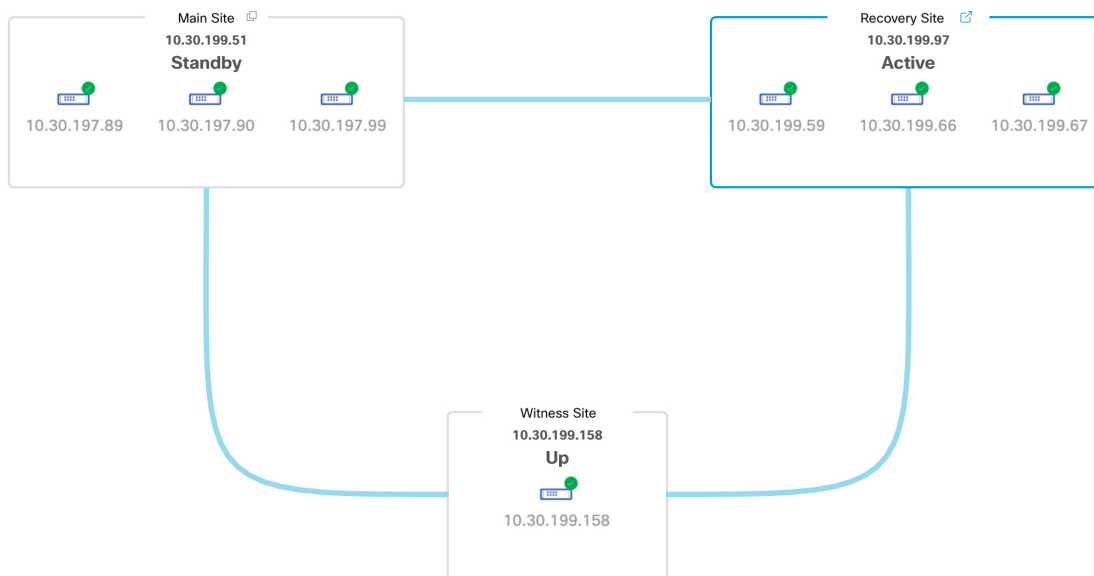 Main Site
10.30.199.51
Standby
10.30.197.89
10.30.197.90
10.30.197.99
Recovery Site
10.30.199.97
Active
10.30.199.59
10.30.199.66
10.30.199.67
Witness Site
10.30.199.158
Up
10.30.199.158